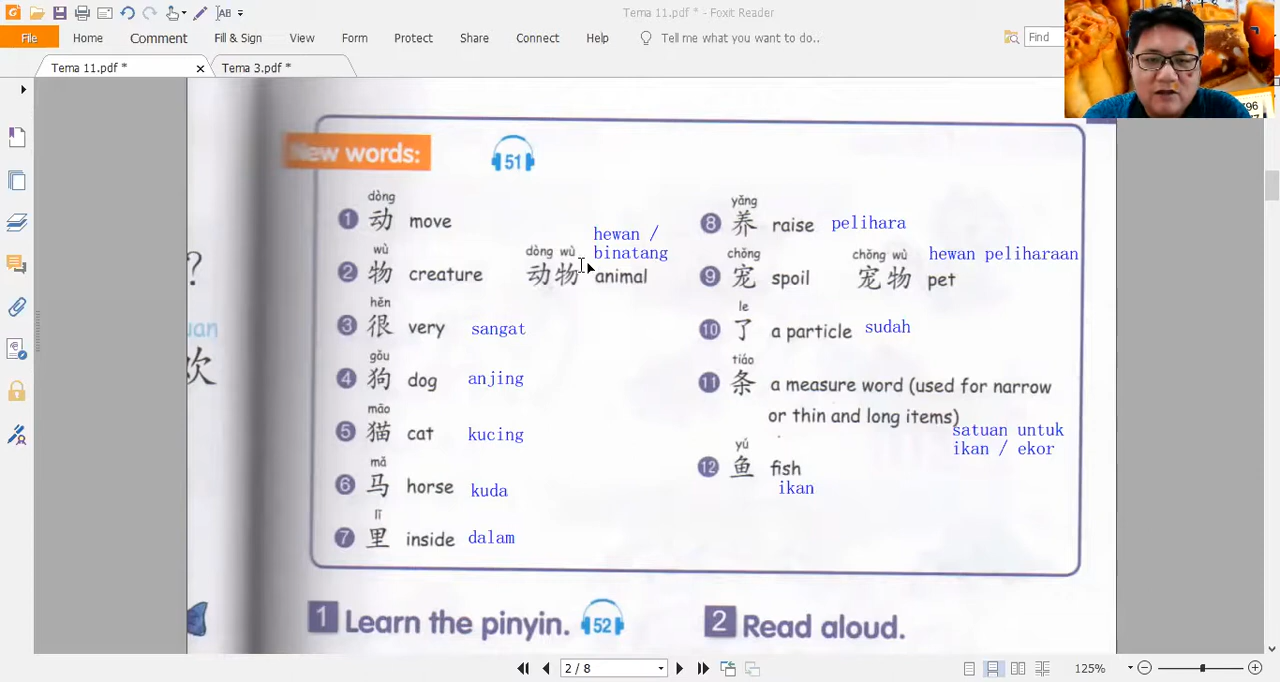 Tema 11.pdf * - Foxit Reader
File Home Comment Fill & Sign View Form Protect Share Connect Help Tell me what you want to do.. Find
Tema 11.pdf * Tema 3.pdf *
New words: 51
dòng
1 动 move
wù
2 物 creature
dòng wù
动物 animal
hewan /
binatang
hěn
3 很 very sangat
gǒu
4 狗 dog anjing
māo
5 猫 cat kucing
mǎ
6 马 horse kuda
lǐ
7 里 inside dalam
yǎng
8 养 raise pelihara
chǒng
9 宠 spoil
chǒng wù
宠物 pet
hewan peliharaan
le
10 了 a particle sudah
tiáo
11 条 a measure word (used for narrow
or thin and long items)
satuan untuk
ikan / ekor
yú
12 鱼 fish
ikan
?
uan
欢
1 Learn the pinyin. 52
2 Read aloud.
2 / 8
125%